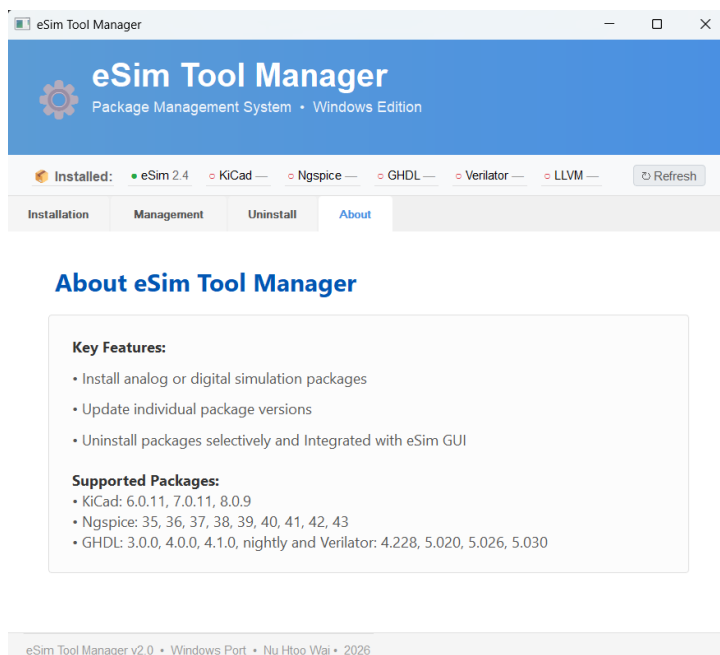 eSim Tool Manager
eSim Tool Manager
Package Management System • Windows Edition
Installed: ● eSim 2.4 ○ KiCad — ○ Ngspice — ○ GHDL — ○ Verilator — ○ LLVM — ↻ Refresh
Installation Management Uninstall About
About eSim Tool Manager
Key Features:
• Install analog or digital simulation packages
• Update individual package versions
• Uninstall packages selectively and Integrated with eSim GUI
Supported Packages:
• KiCad: 6.0.11, 7.0.11, 8.0.9
• Ngspice: 35, 36, 37, 38, 39, 40, 41, 42, 43
• GHDL: 3.0.0, 4.0.0, 4.1.0, nightly and Verilator: 4.228, 5.020, 5.026, 5.030
eSim Tool Manager v2.0 • Windows Port • Nu Htoo Wai • 2026